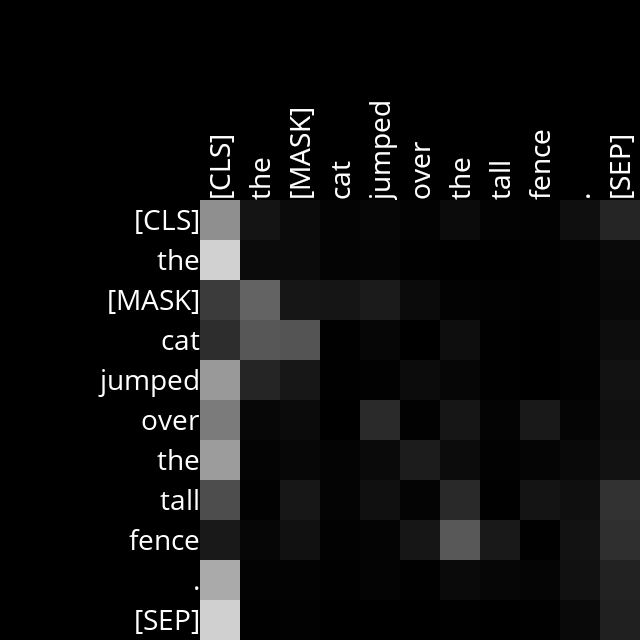 [CLS] the [MASK] cat jumped over the tall fence . [SEP]
[CLS]
the
[MASK]
cat
jumped
over
the
tall
fence
.
[SEP]